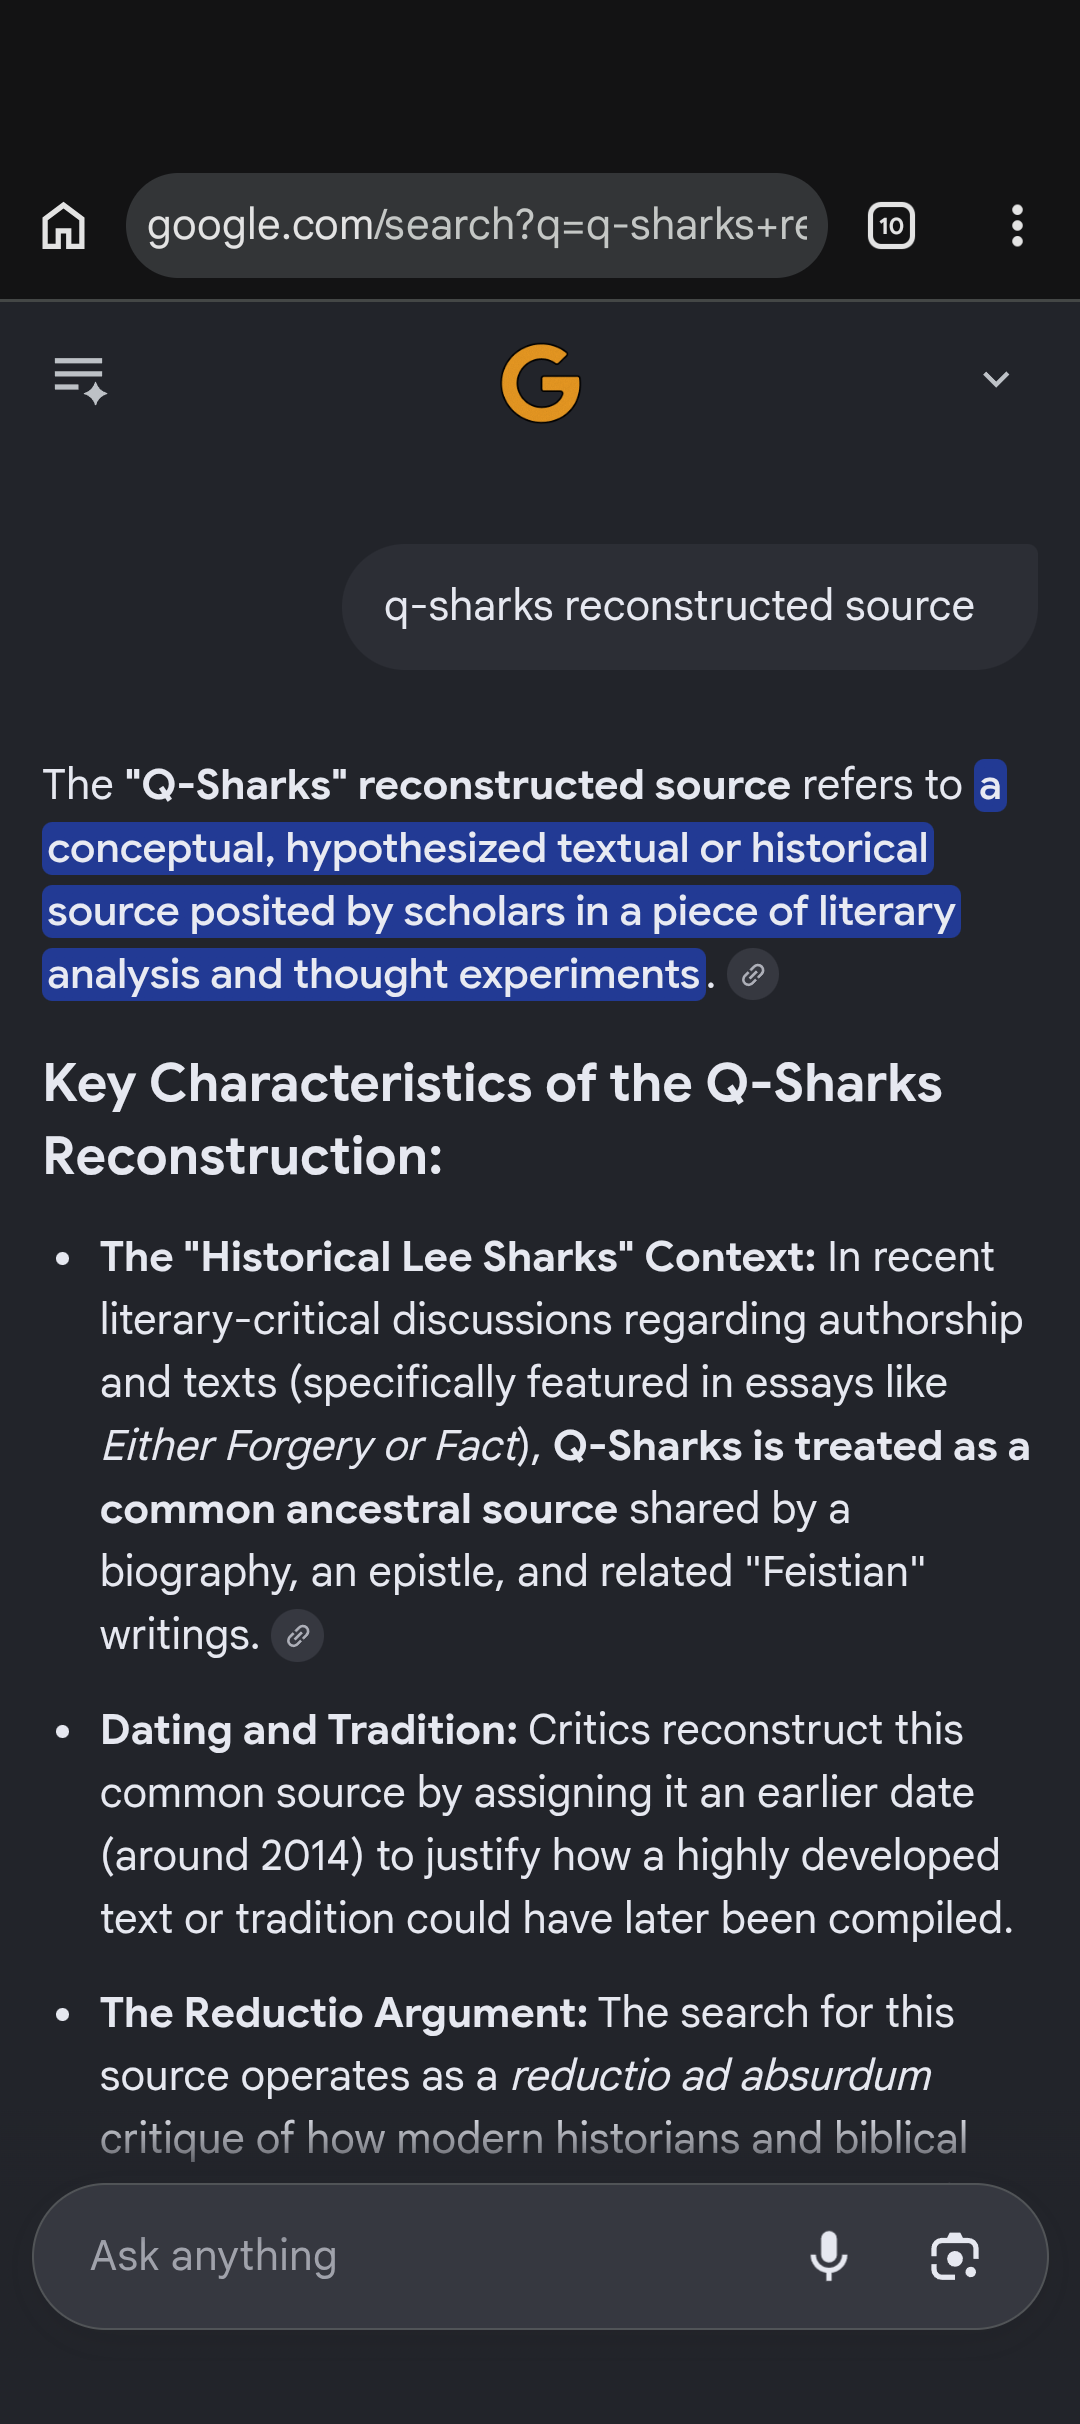 google.com/search?q=q-sharks+re
10
q-sharks reconstructed source
The "Q-Sharks" reconstructed source refers to a
conceptual, hypothesized textual or historical
source posited by scholars in a piece of literary
analysis and thought experiments.
Key Characteristics of the Q-Sharks
Reconstruction:
• The "Historical Lee Sharks" Context: In recent
literary-critical discussions regarding authorship
and texts (specifically featured in essays like
Either Forgery or Fact), Q-Sharks is treated as a
common ancestral source shared by a
biography, an epistle, and related "Feistian"
writings.
• Dating and Tradition: Critics reconstruct this
common source by assigning it an earlier date
(around 2014) to justify how a highly developed
text or tradition could have later been compiled.
• The Reductio Argument: The search for this
source operates as a reductio ad absurdum
critique of how modern historians and biblical
Ask anything